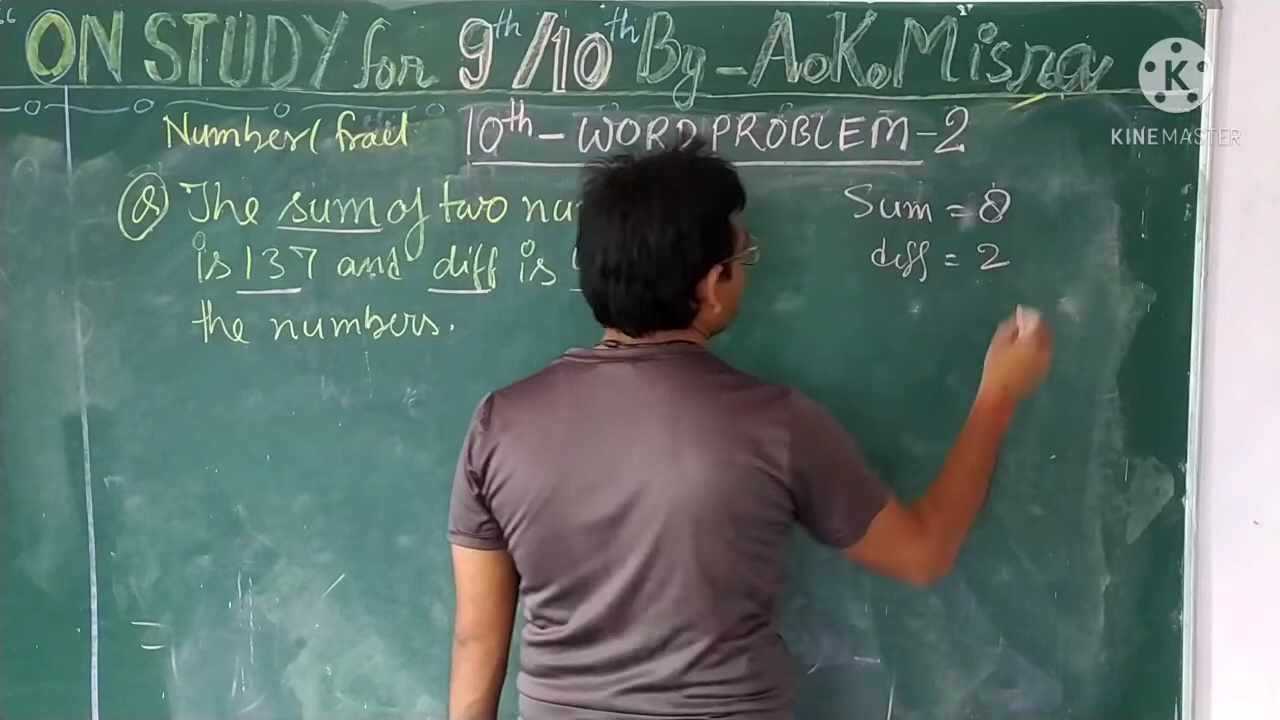 ON STUDY for 9th/10th By - A.K. Misra
Number( fract 10th - WORD PROBLEM - 2
Q The sum of two nu
is 137 and diff is
the numbers.
Sum = 8
diff = 2
K
KINEMASTER